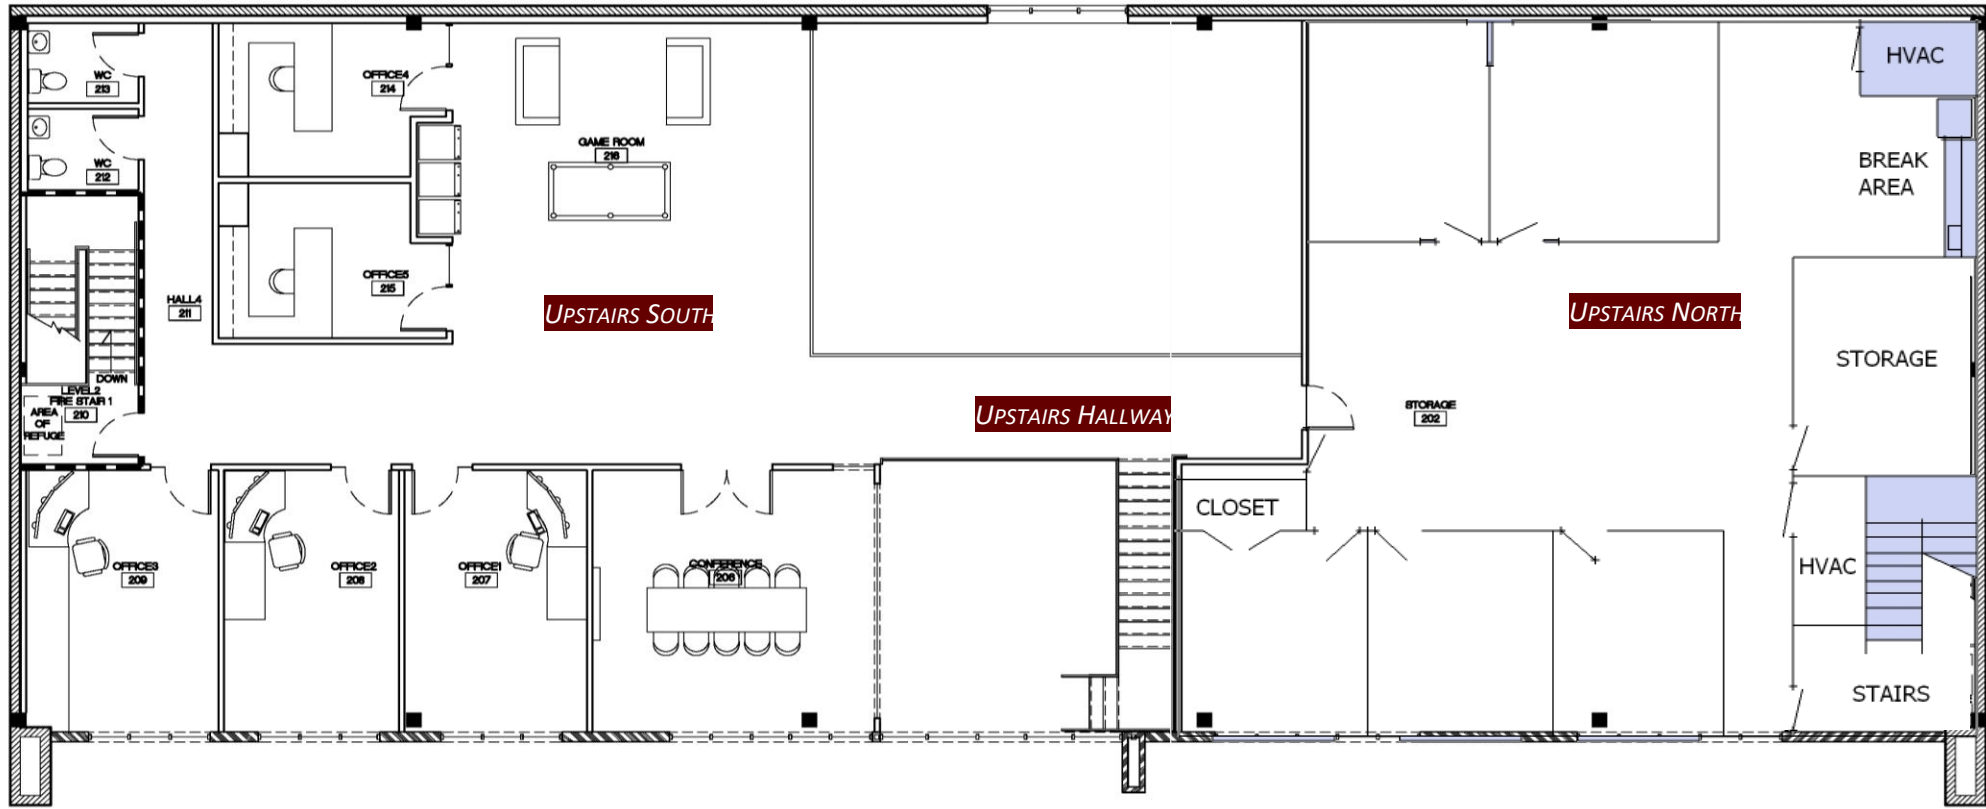 HVAC
WC
213
OFFICE4
214
GAME ROOM
216
BREAK
AREA
WC
212
OFFICE5
215
HALL4
211
UPSTAIRS SOUTH
UPSTAIRS NORTH
STORAGE
DOWN
LEVEL2
FIRE STAIR 1
210
AREA
OF
REFUGE
UPSTAIRS HALLWAY
STORAGE
202
CLOSET
OFFICE3
209
OFFICE2
208
OFFICE1
207
CONFERENCE
206
HVAC
STAIRS